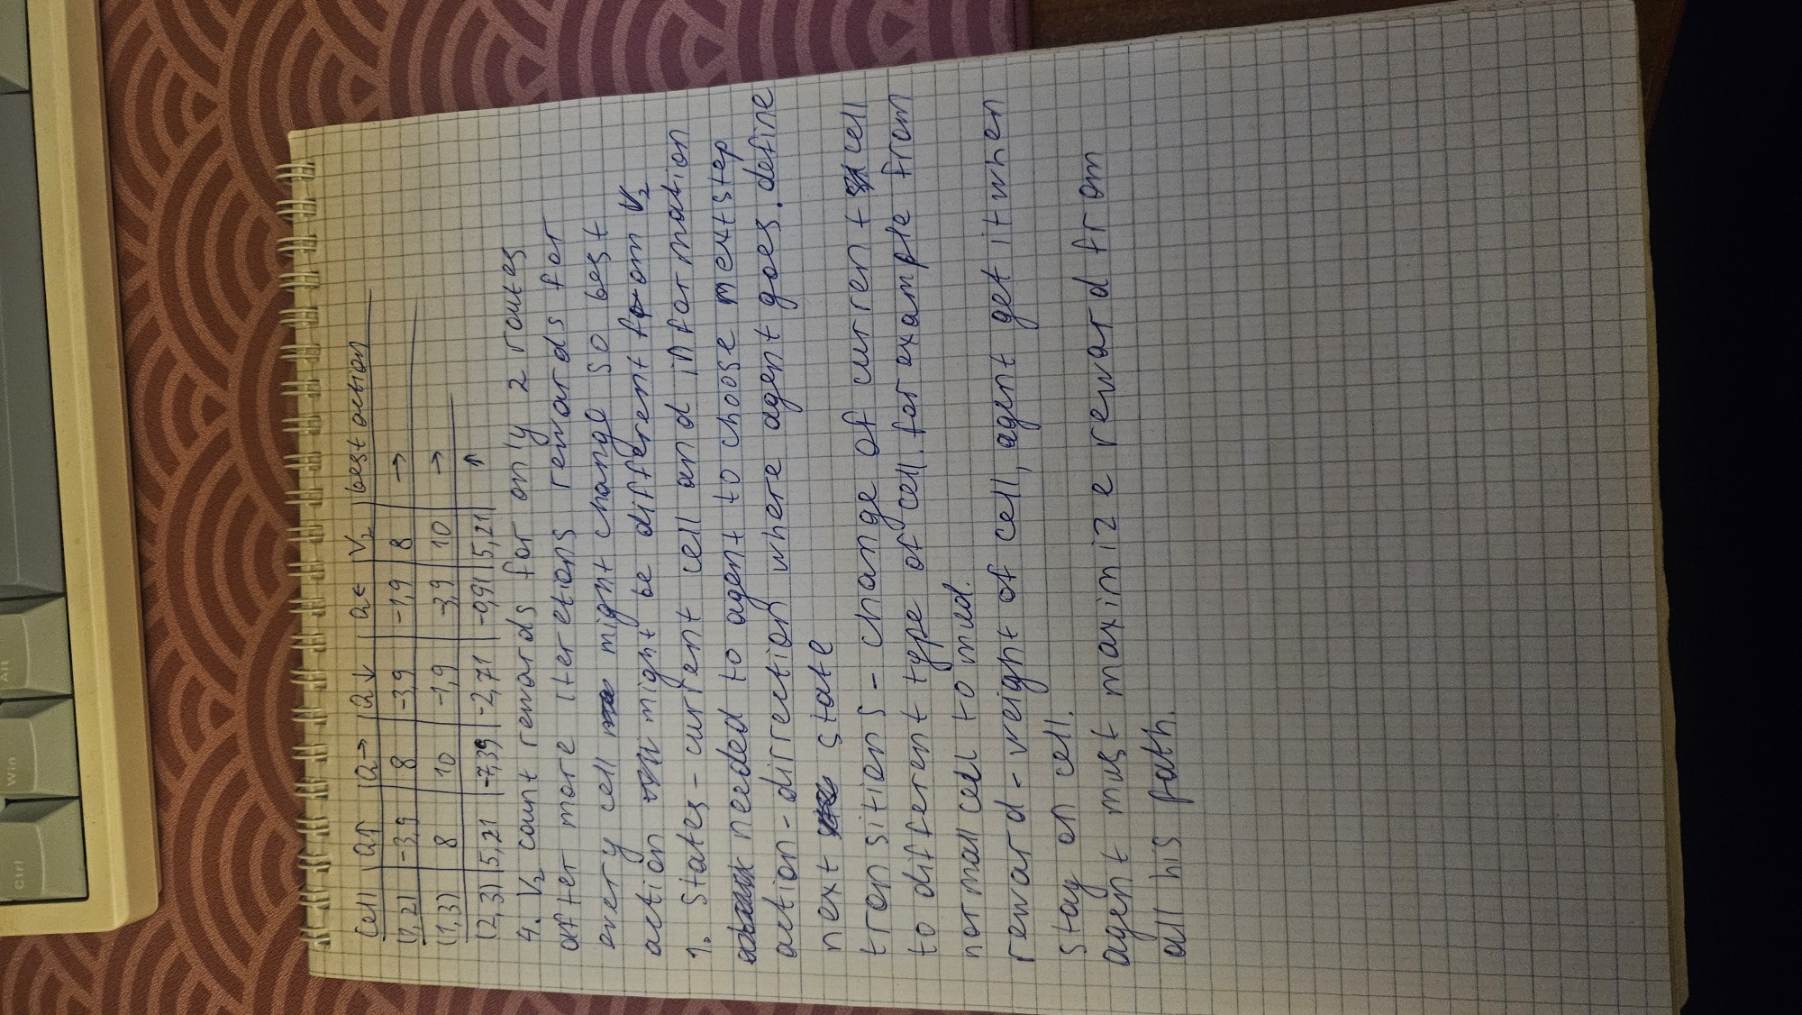 Ctrl Win Alt
Cell Q↑ Q→ Q↓ Q← V₂ best action
(1,2) -3,9 8 -3,9 -1,9 8 →
(1,3) 8 10 -1,9 -3,9 10 →
(2,3) 5,21 -7,39 -2,71 -0,91 5,21 ↑
4. V₂ count rewards for only 2 routes
after more iteretions rewards for
every cell might change so best
action might be different from V₂
1. States - current cell and information
needed to agent to choose next step
action - dirrection where agent goes. define
next state
transitions - change of current cell
to different type of cell. for example from
normall cell to mud.
reward - weight of cell, agent get it when
stay on cell.
agent must maximize reward from
all his path.